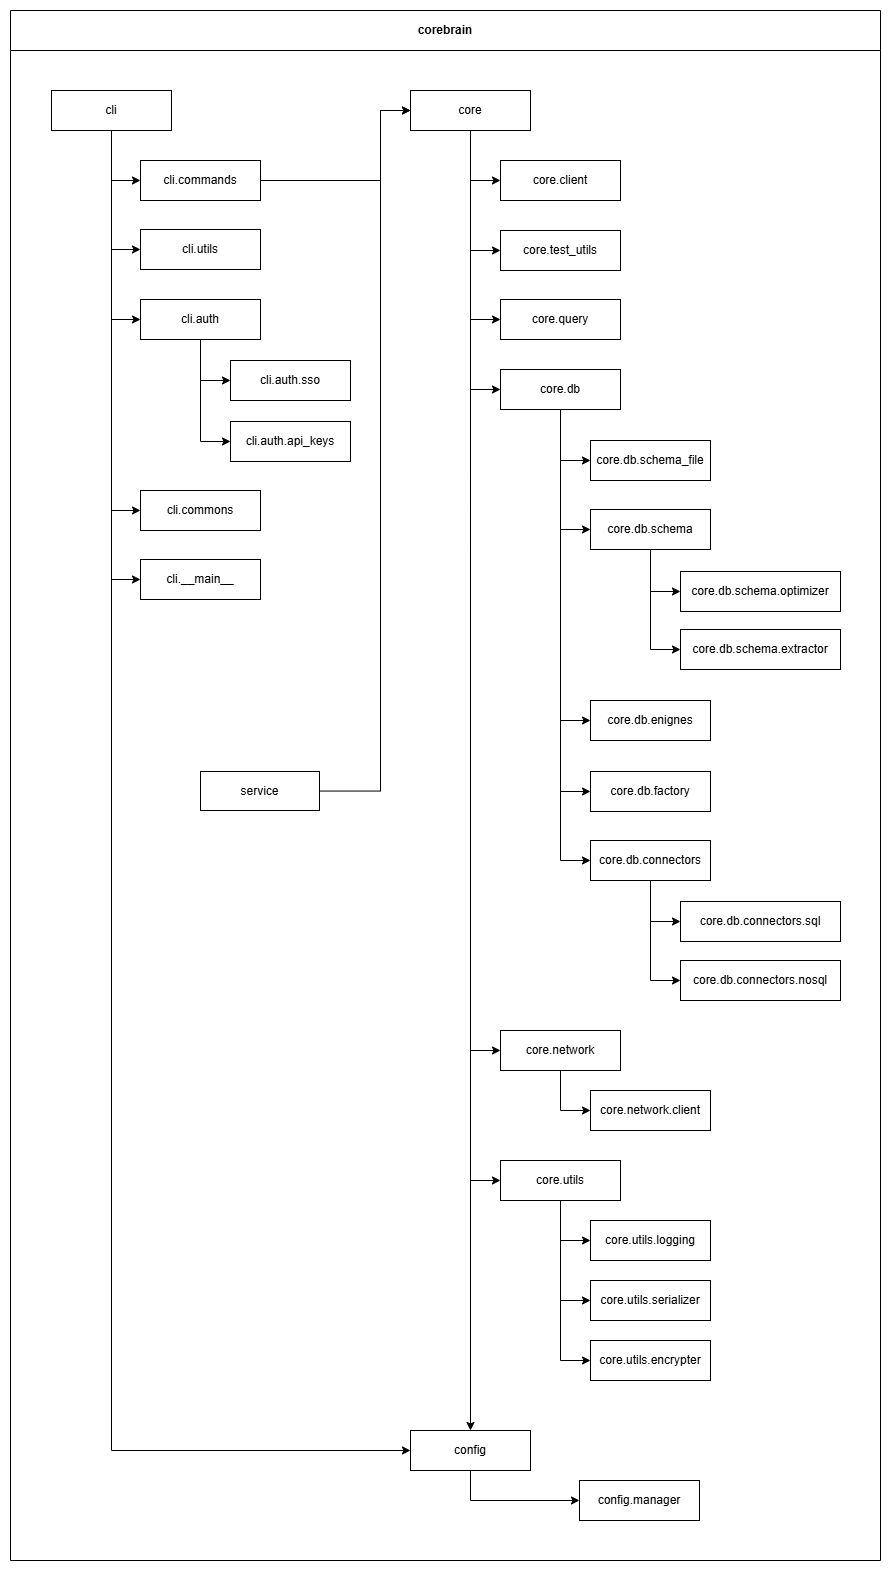 corebrain
cli
cli.commands
cli.utils
cli.auth
cli.auth.sso
cli.auth.api_keys
cli.commons
cli.__main__
service
core
core.client
core.test_utils
core.query
core.db
core.db.schema_file
core.db.schema
core.db.schema.optimizer
core.db.schema.extractor
core.db.enignes
core.db.factory
core.db.connectors
core.db.connectors.sql
core.db.connectors.nosql
core.network
core.network.client
core.utils
core.utils.logging
core.utils.serializer
core.utils.encrypter
config
config.manager